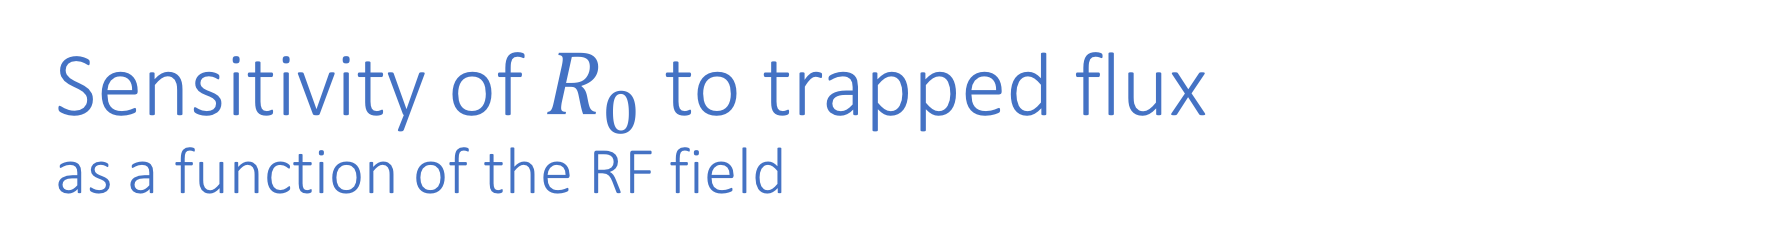 Sensitivity of R₀ to trapped flux
as a function of the RF field